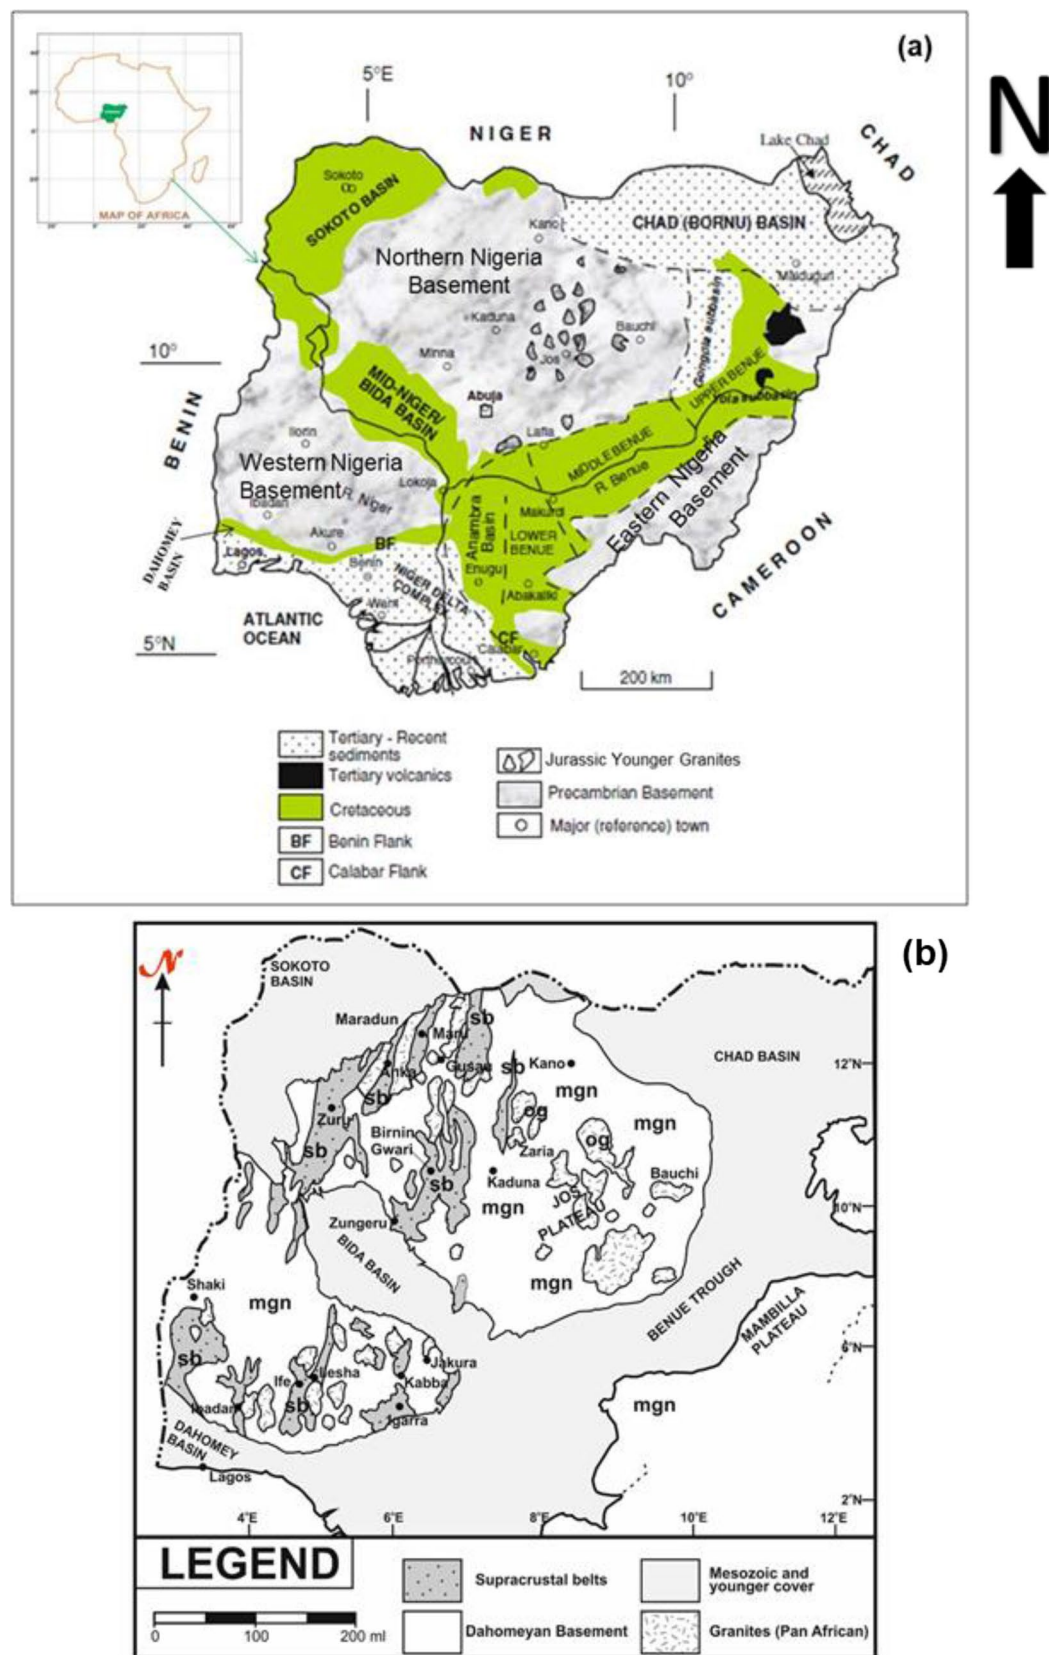 (a)
N
MAP OF AFRICA
5°E
10°
NIGER
CHAD
Lake Chad
Sokoto
SOKOTO BASIN
Kano
CHAD (BORNU) BASIN
Maiduguri
Northern Nigeria
Basement
Kaduna
Bauchi
Gongola subbasin
Minna
Jos
10°
MID-NIGER/
BIDA BASIN
Abuja
UPPER BENUE
Yola subbasin
BENIN
Ilorin
Lafia
MIDDLE BENUE
R. Benue
Western Nigeria
Basement
R. Niger
Lokoja
Makurdi
Eastern Nigeria
Basement
Ibadan
Akure
BF
Anambra
Basin
LOWER
BENUE
DAHOMEY
BASIN
Lagos
Benin
Enugu
Abakaliki
CAMEROON
NIGER DELTA
COMPLEX
Warri
ATLANTIC
OCEAN
CF
Calabar
5°N
Portharcourt
200 km
Tertiary - Recent
sediments
Tertiary volcanics
Cretaceous
BF Benin Flank
CF Calabar Flank
Jurassic Younger Granites
Precambrian Basement
Major (reference) town
(b)
N
SOKOTO
BASIN
Maradun
Maru
sb
Gusau
Anka
sb
sb
Kano
CHAD BASIN
12°N
mgn
Zuru
og
mgn
og
Birnin
Gwari
Zaria
sb
sb
Kaduna
Bauchi
mgn
JOS
PLATEAU
10°N
Zungeru
BIDA BASIN
mgn
Shaki
mgn
BENUE TROUGH
MAMBILLA
PLATEAU
sb
Jakura
Ife
Ilesha
Kabba
sb
Ibadan
Igarra
mgn
DAHOMEY
BASIN
Lagos
2°N
4°E
6°E
8°E
10°E
12°E
LEGEND
Supracrustal belts
Mesozoic and
younger cover
0 100 200 ml
Dahomeyan Basement
Granites (Pan African)